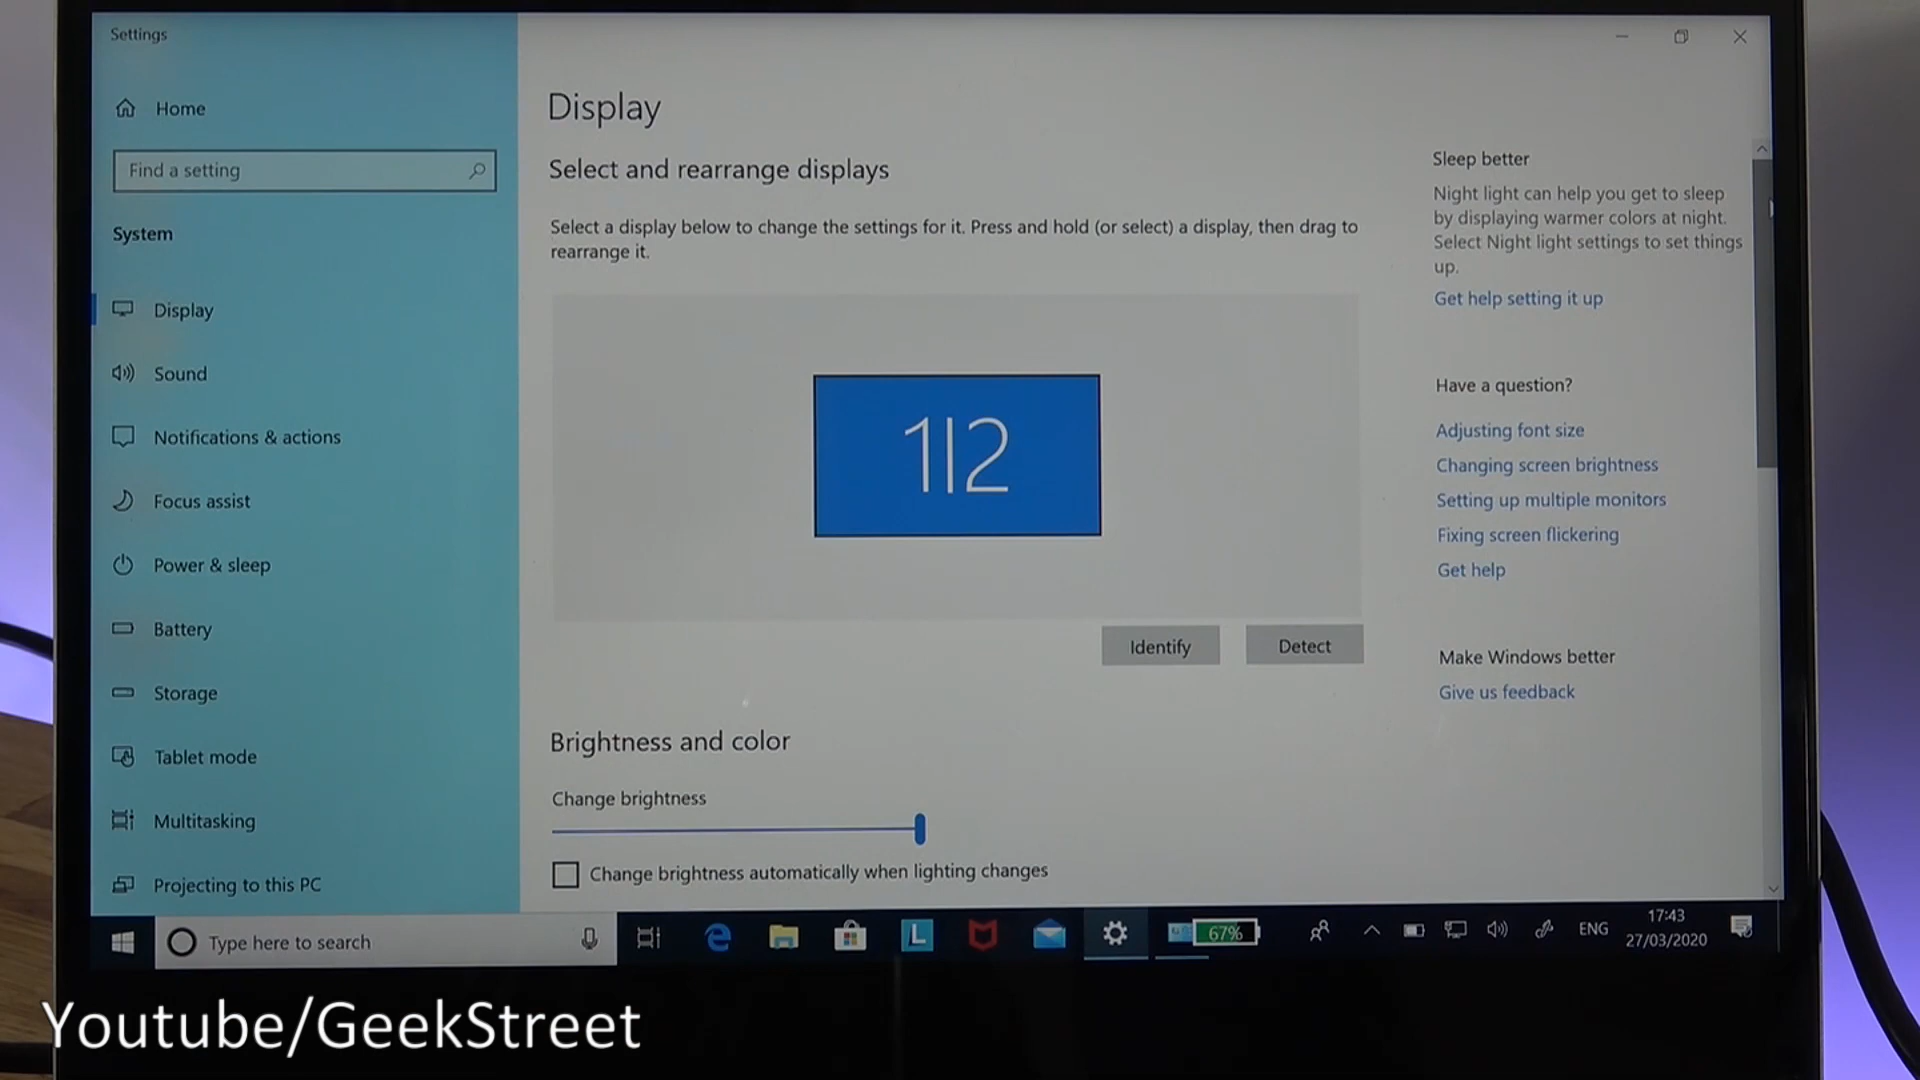 Settings
Home
Find a setting
System
Display
Sound
Notifications & actions
Focus assist
Power & sleep
Battery
Storage
Tablet mode
Multitasking
Projecting to this PC
Display
Select and rearrange displays
Select a display below to change the settings for it. Press and hold (or select) a display, then drag to
rearrange it.
1|2
Identify
Detect
Brightness and color
Change brightness
Change brightness automatically when lighting changes
Sleep better
Night light can help you get to sleep
by displaying warmer colors at night.
Select Night light settings to set things
up.
Get help setting it up
Have a question?
Adjusting font size
Changing screen brightness
Setting up multiple monitors
Fixing screen flickering
Get help
Make Windows better
Give us feedback
Type here to search
L
67%
ENG
17:43
27/03/2020
Youtube/GeekStreet